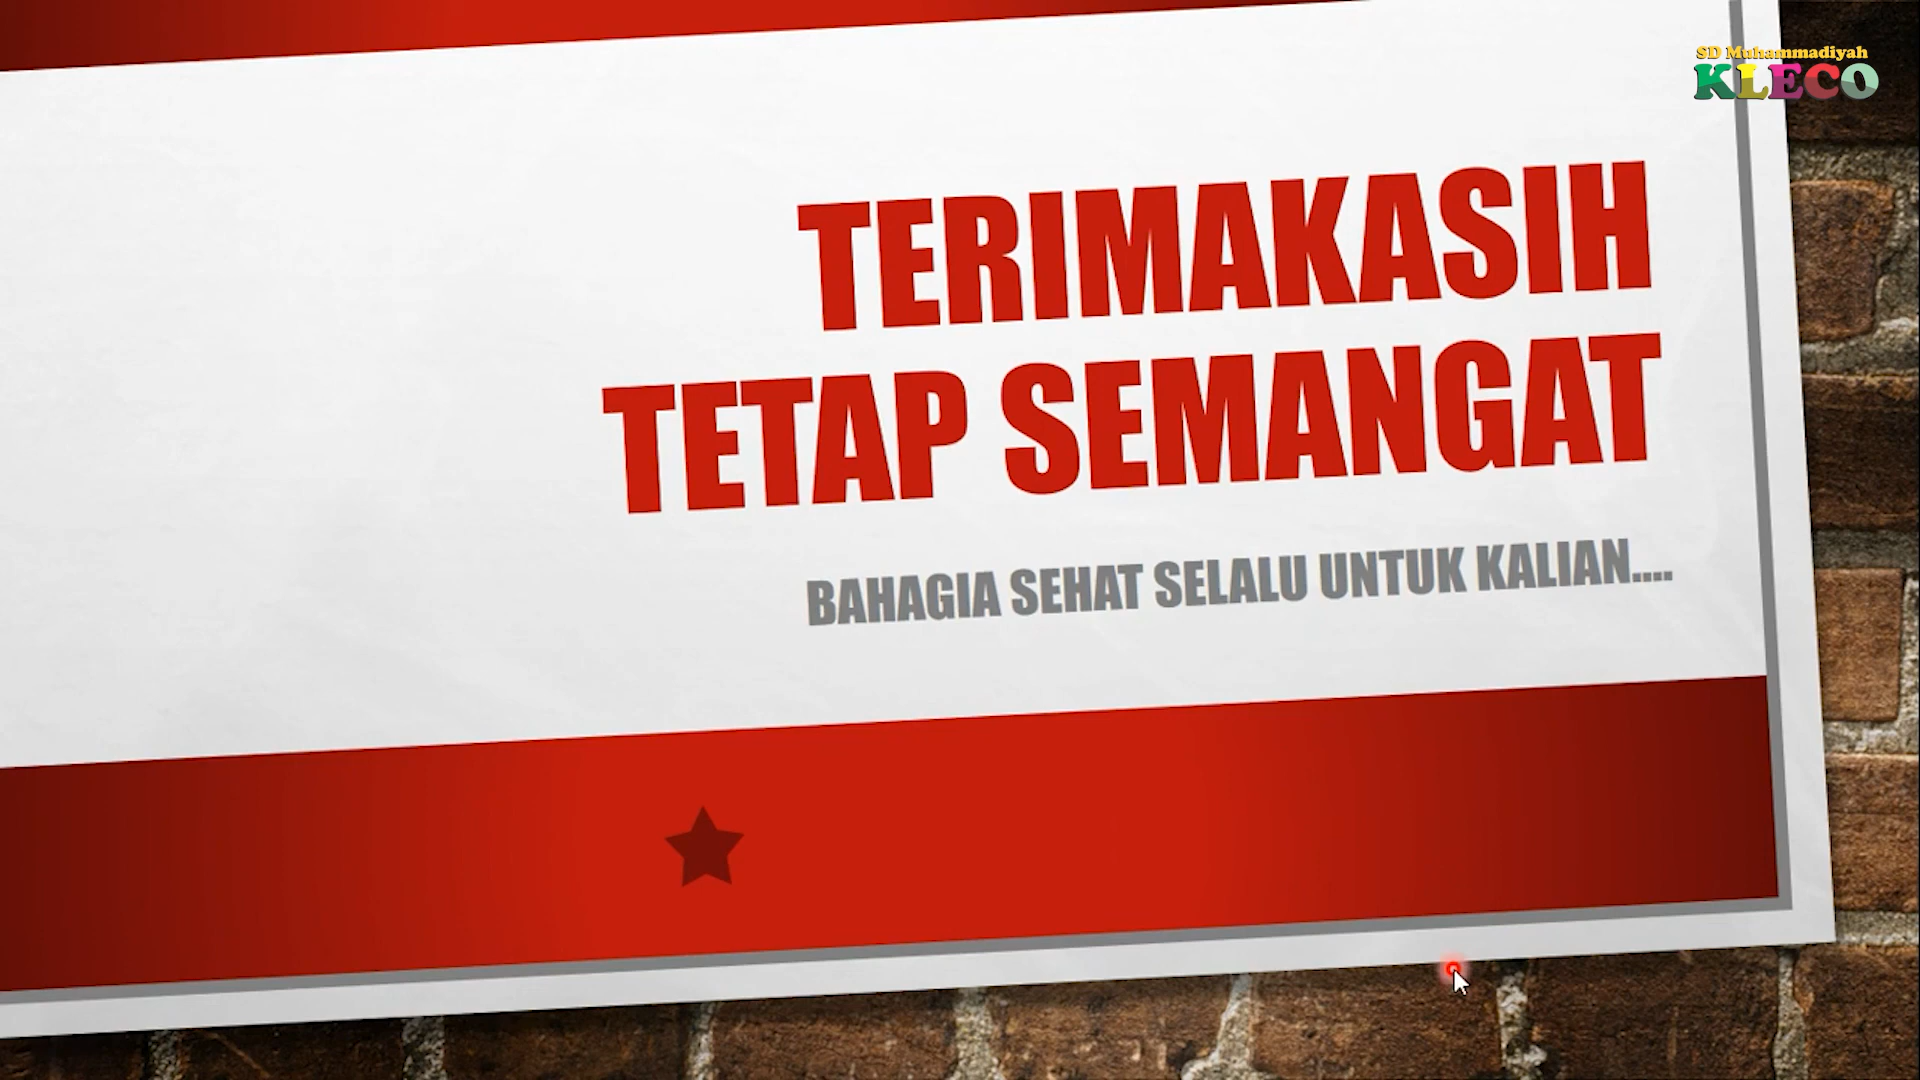 SD Muhammadiyah
KLECO
TERIMAKASIH
TETAP SEMANGAT
BAHAGIA SEHAT SELALU UNTUK KALIAN....